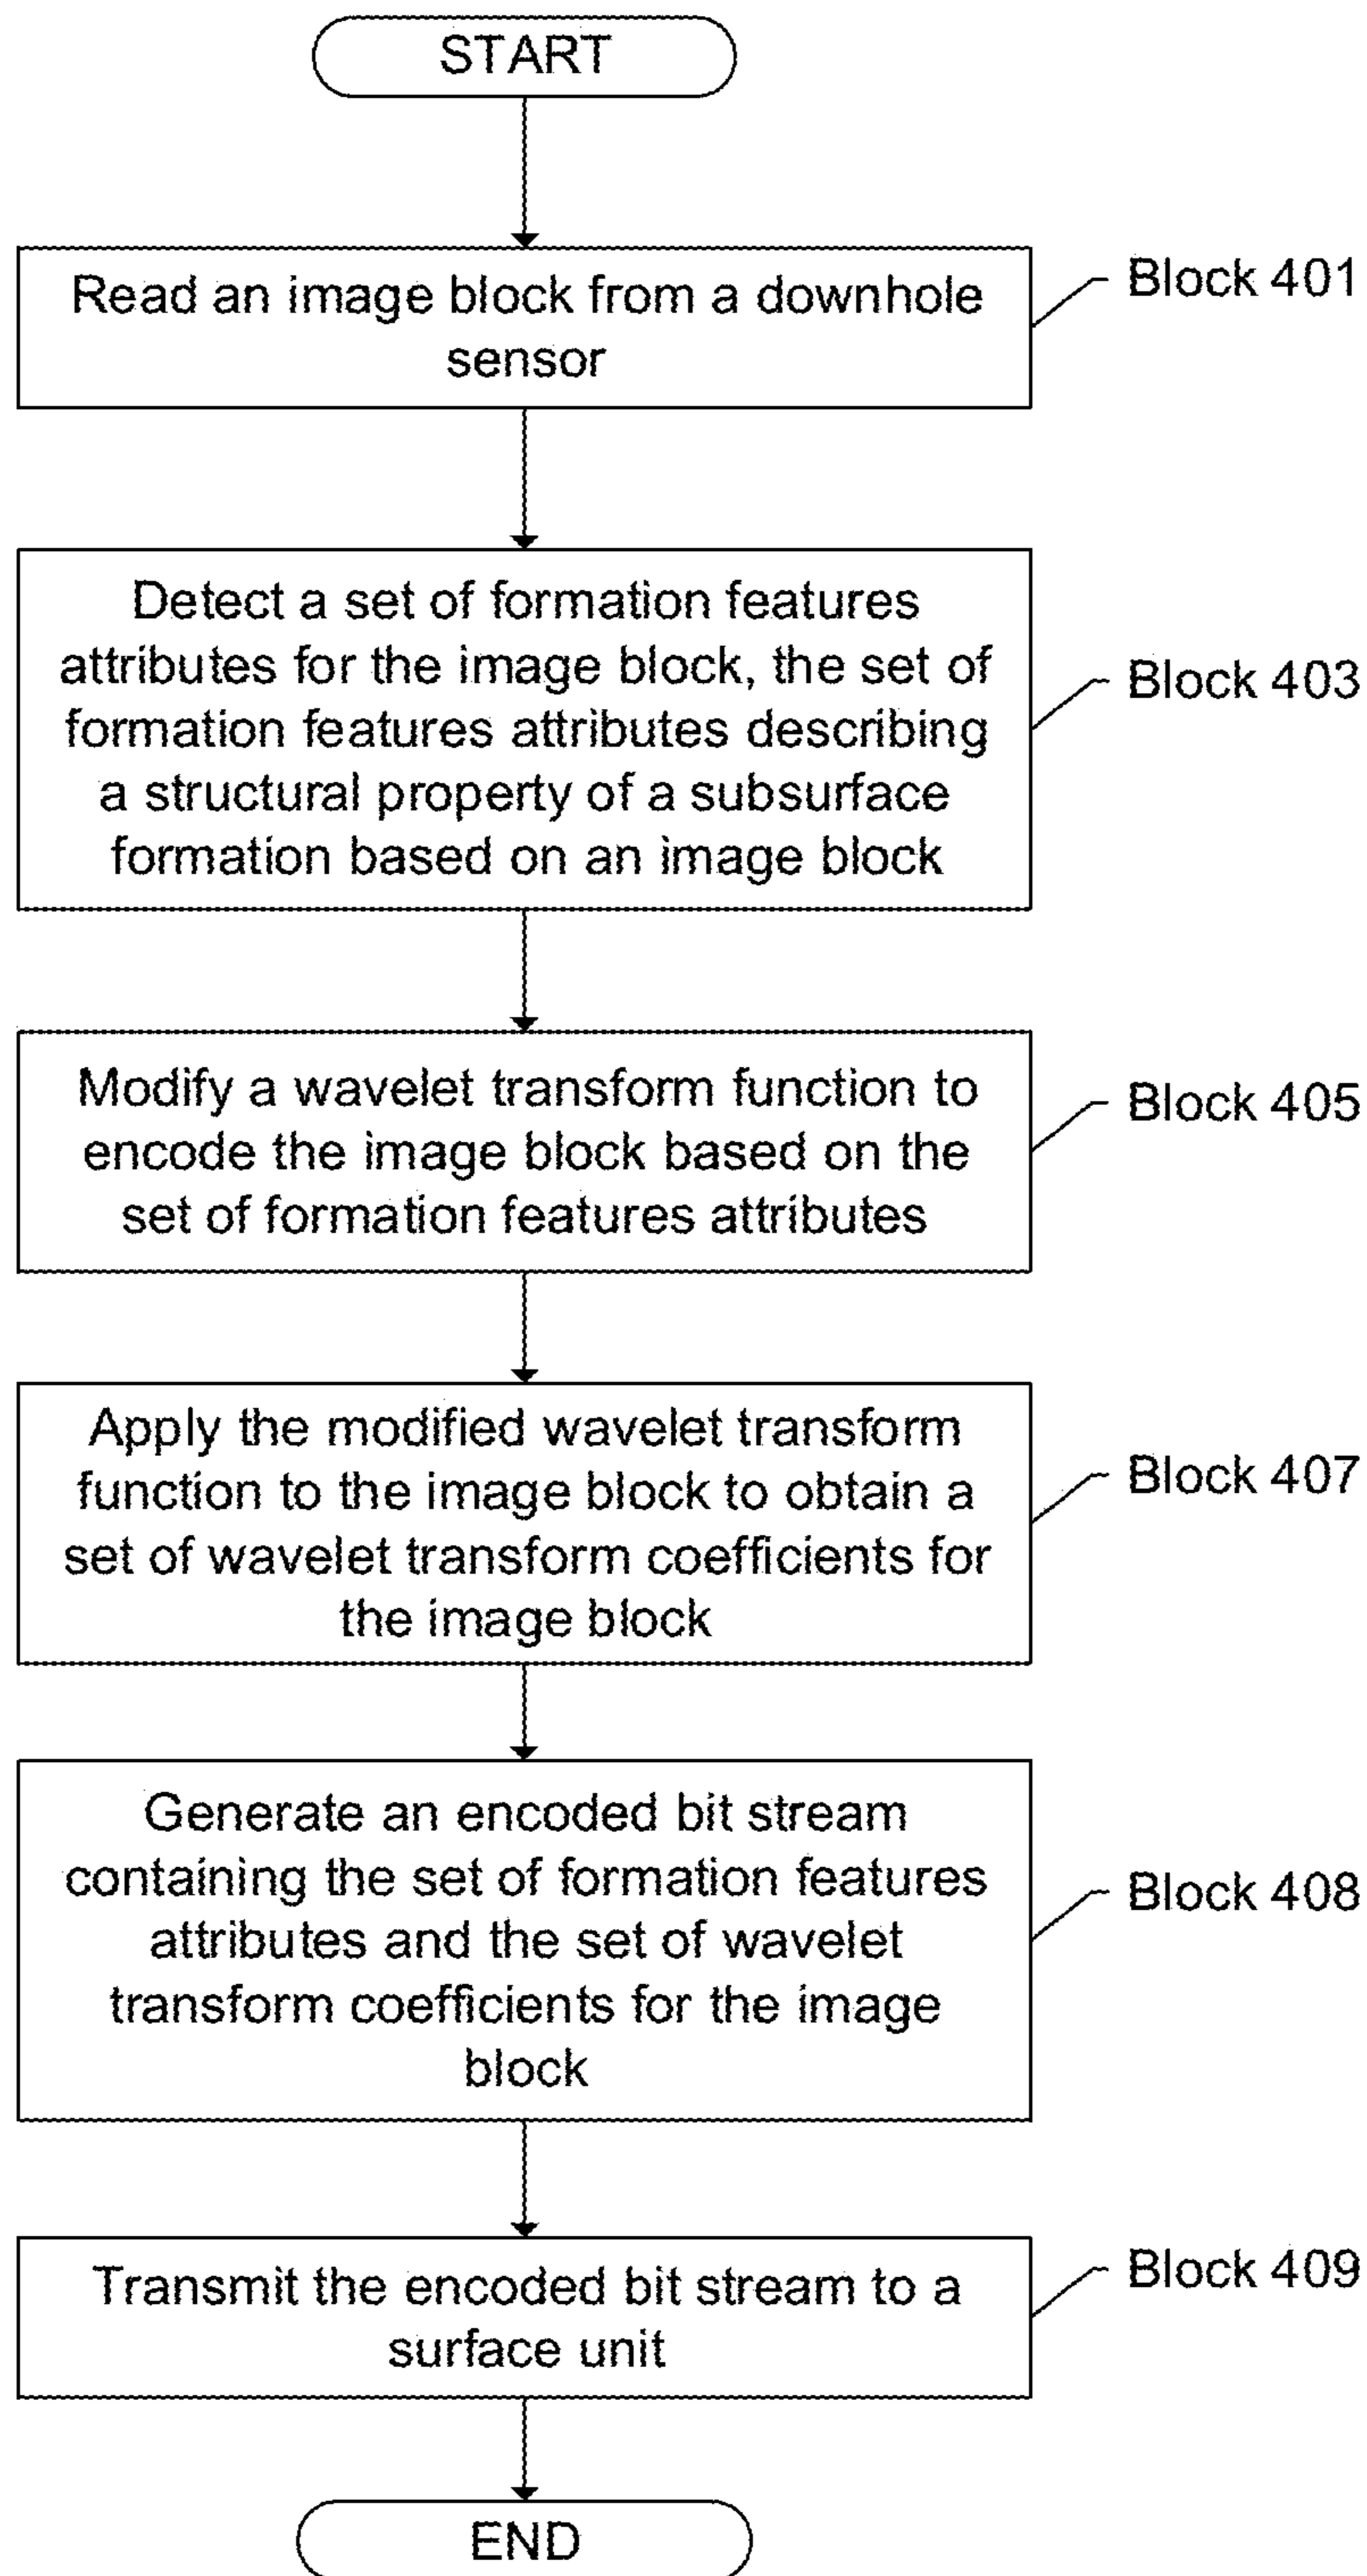 START
Read an image block from a downhole
sensor
Block 401
Detect a set of formation features
attributes for the image block, the set of
formation features attributes describing
a structural property of a subsurface
formation based on an image block
Block 403
Modify a wavelet transform function to
encode the image block based on the
set of formation features attributes
Block 405
Apply the modified wavelet transform
function to the image block to obtain a
set of wavelet transform coefficients for
the image block
Block 407
Generate an encoded bit stream
containing the set of formation features
attributes and the set of wavelet
transform coefficients for the image
block
Block 408
Transmit the encoded bit stream to a
surface unit
Block 409
END